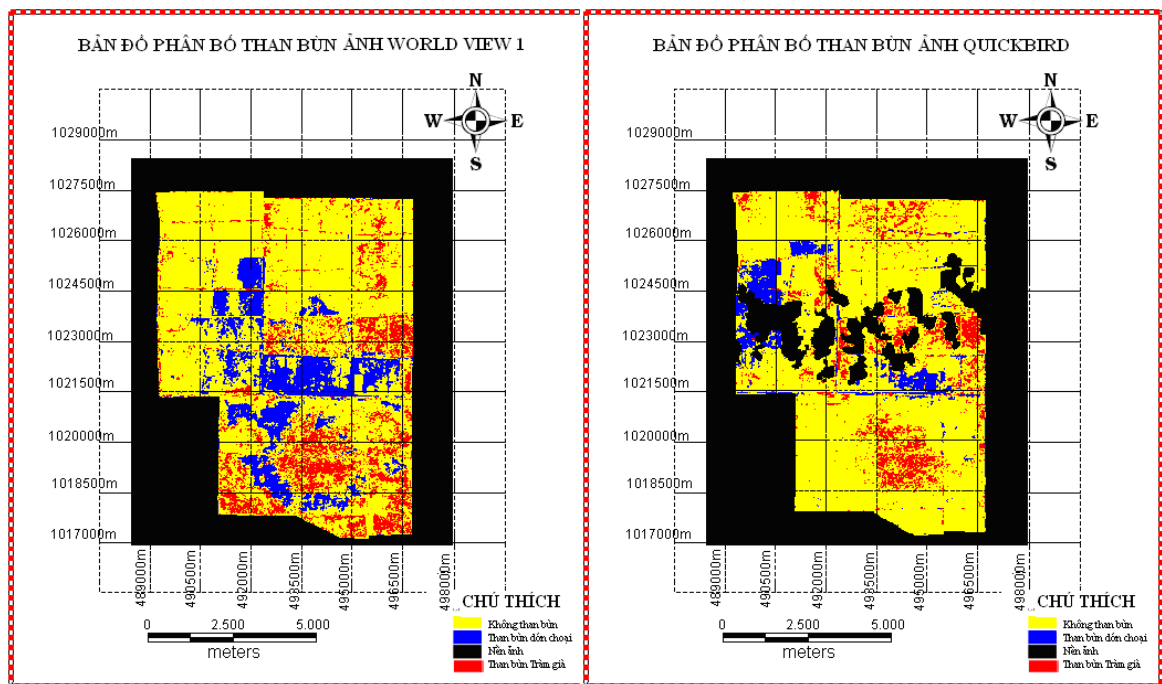 BẢN ĐỒ PHÂN BỐ THAN BÙN ẢNH WORLD VIEW 1
N
W E
S
1029000m
1027500m
1026000m
1024500m
1023000m
1021500m
1020000m
1018500m
1017000m
489000m
490500m
492000m
493500m
495000m
496500m
498000m
CHÚ THÍCH
0 2.500 5.000
meters
Không than bùn
Than bùn dón choại
Nền ảnh
Than bùn Tràm già
BẢN ĐỒ PHÂN BỐ THAN BÙN ẢNH QUICKBIRD
N
W E
S
1029000m
1027500m
1026000m
1024500m
1023000m
1021500m
1020000m
1018500m
1017000m
489000m
490500m
492000m
493500m
495000m
496500m
498000m
CHÚ THÍCH
0 2.500 5.000
meters
Không than bùn
Than bùn dón choại
Nền ảnh
Than bùn Tràm già